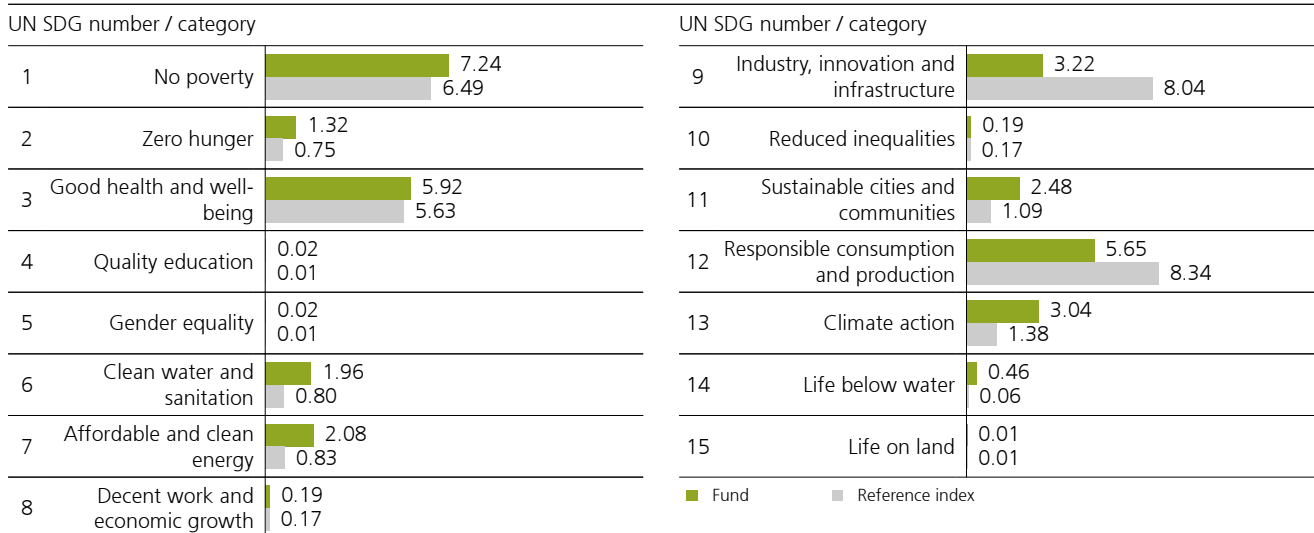 UN SDG number / category
1 No poverty 7.24
6.49
2 Zero hunger 1.32
0.75
3 Good health and well-
being 5.92
5.63
4 Quality education 0.02
0.01
5 Gender equality 0.02
0.01
6 Clean water and
sanitation 1.96
0.80
7 Affordable and clean
energy 2.08
0.83
8 Decent work and
economic growth 0.19
0.17
UN SDG number / category
9 Industry, innovation and
infrastructure 3.22
8.04
10 Reduced inequalities 0.19
0.17
11 Sustainable cities and
communities 2.48
1.09
12 Responsible consumption
and production 5.65
8.34
13 Climate action 3.04
1.38
14 Life below water 0.46
0.06
15 Life on land 0.01
0.01
Fund Reference index